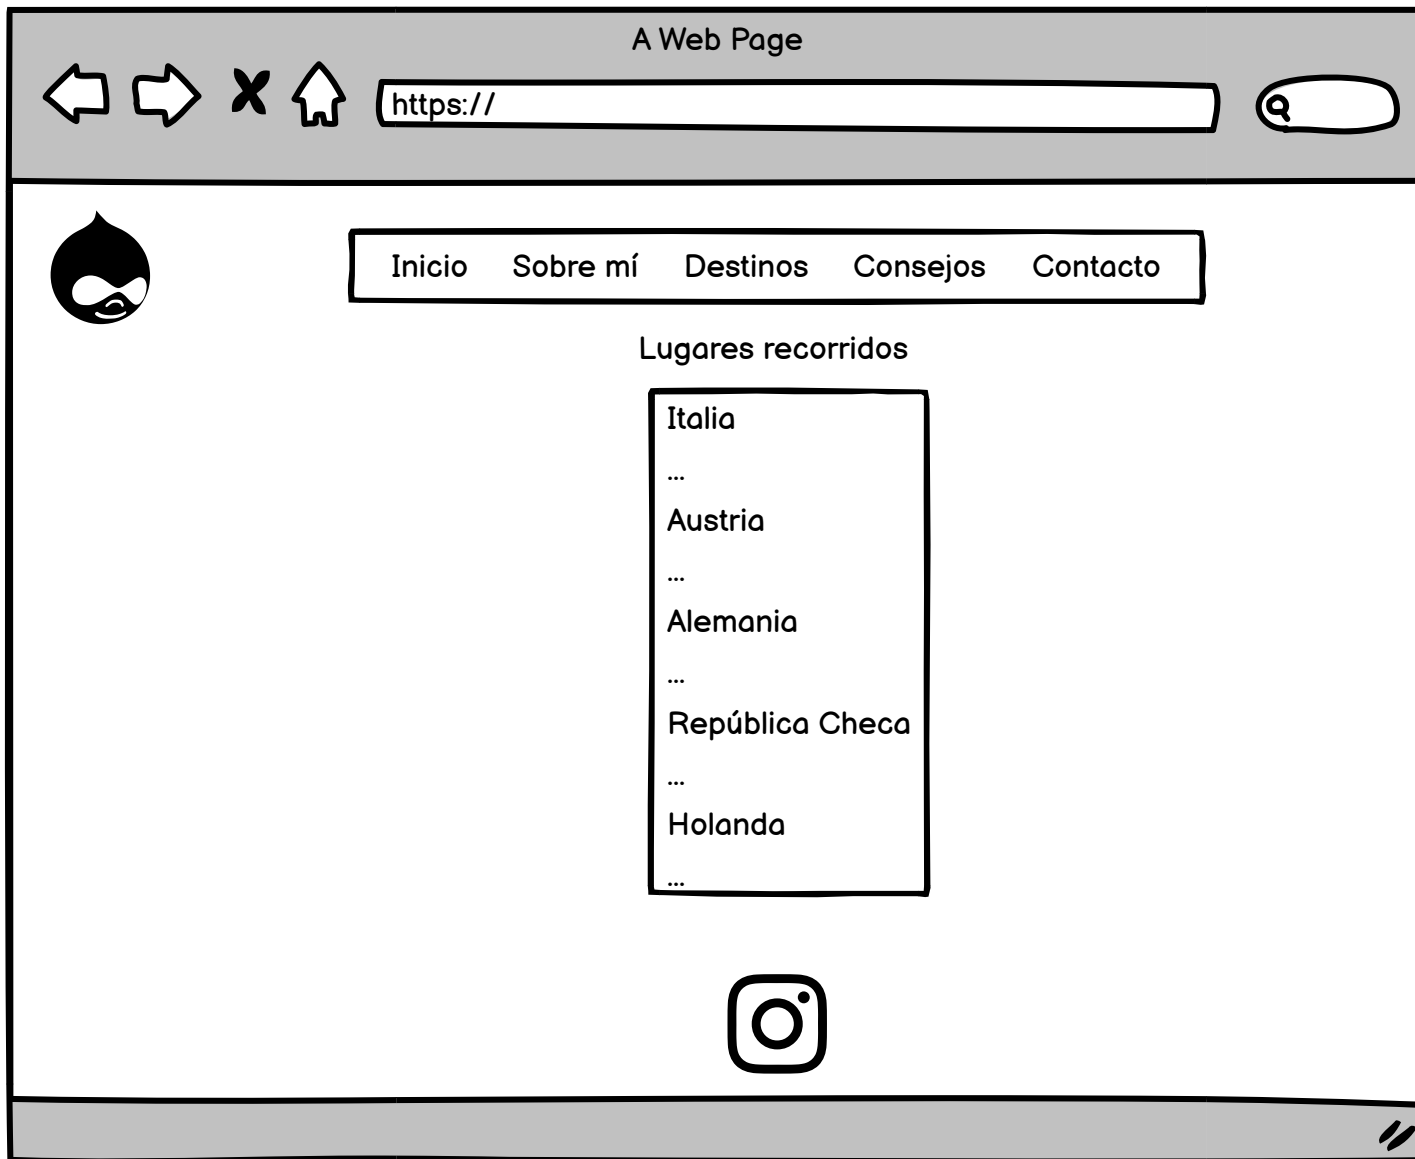 A Web Page
https://
Inicio Sobre mí Destinos Consejos Contacto
Lugares recorridos
Italia
...
Austria
...
Alemania
...
República Checa
...
Holanda
...